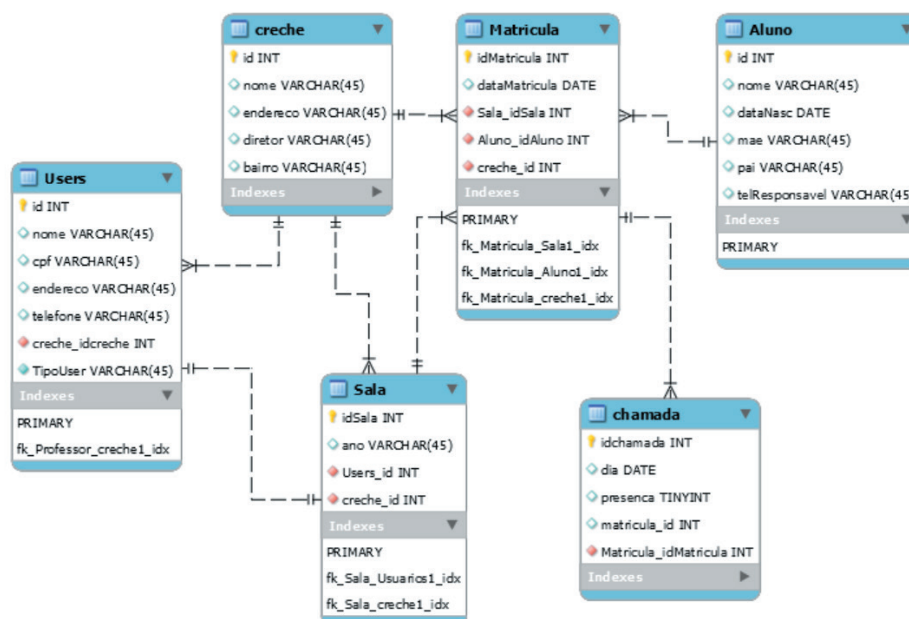 creche
id INT
nome VARCHAR(45)
endereco VARCHAR(45)
diretor VARCHAR(45)
bairro VARCHAR(45)
Indexes
Matricula
idMatricula INT
dataMatricula DATE
Sala_idSala INT
Aluno_idAluno INT
creche_id INT
Indexes
PRIMARY
fk_Matricula_Sala1_idx
fk_Matricula_Aluno1_idx
fk_Matricula_creche1_idx
Aluno
id INT
nome VARCHAR(45)
dataNasc DATE
mae VARCHAR(45)
pai VARCHAR(45)
telResponsavel VARCHAR(45
Indexes
PRIMARY
Users
id INT
nome VARCHAR(45)
cpf VARCHAR(45)
endereco VARCHAR(45)
telefone VARCHAR(45)
creche_idcreche INT
TipoUser VARCHAR(45)
Indexes
PRIMARY
fk_Professor_creche1_idx
Sala
idSala INT
ano VARCHAR(45)
Users_id INT
creche_id INT
Indexes
PRIMARY
fk_Sala_Usuarios1_idx
fk_Sala_creche1_idx
chamada
idchamada INT
dia DATE
presenca TINYINT
matricula_id INT
Matricula_idMatricula INT
Indexes